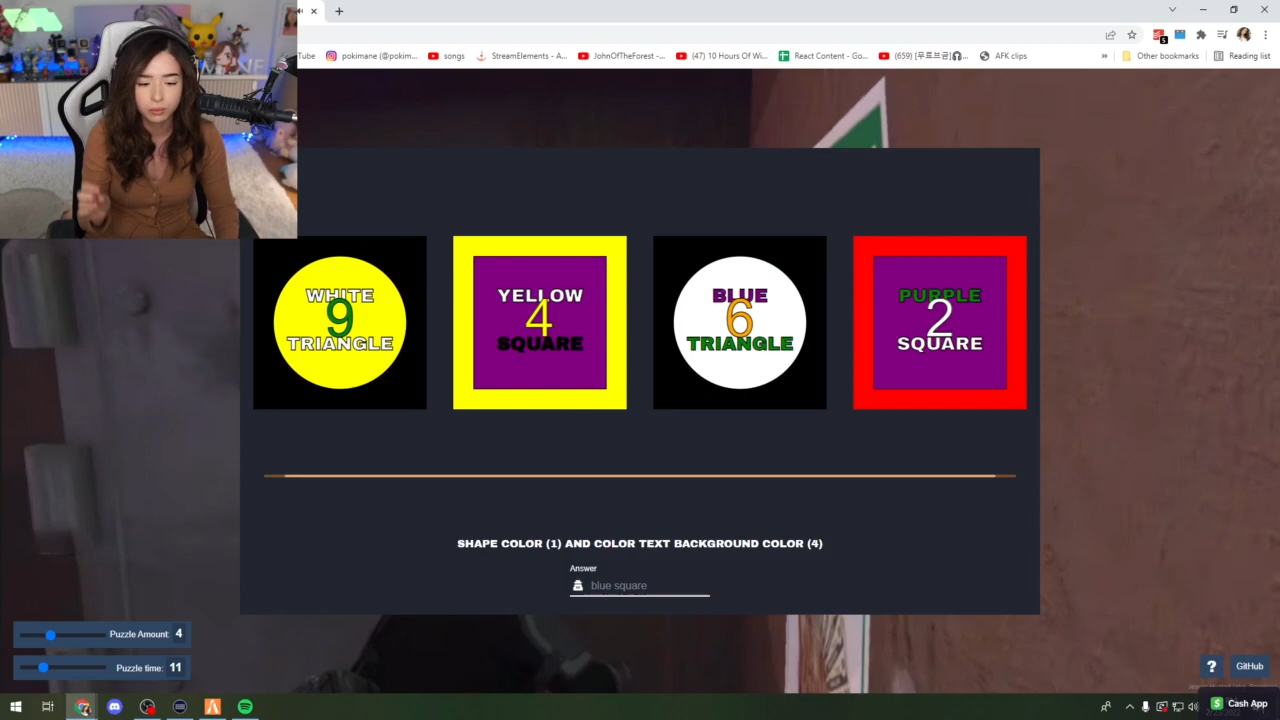 Tube
pokimane (@pokim...
songs
StreamElements - A...
JohnOfTheForest -...
(47) 10 Hours Of Wi...
React Content - Go...
(659) [무료브금]🎧...
AFK clips
»
Other bookmarks
Reading list
WHITE
9
TRIANGLE
YELLOW
4
SQUARE
BLUE
6
TRIANGLE
PURPLE
2
SQUARE
SHAPE COLOR (1) AND COLOR TEXT BACKGROUND COLOR (4)
Answer
blue square
Puzzle Amount: 4
Puzzle time: 11
?
GitHub
Cash App